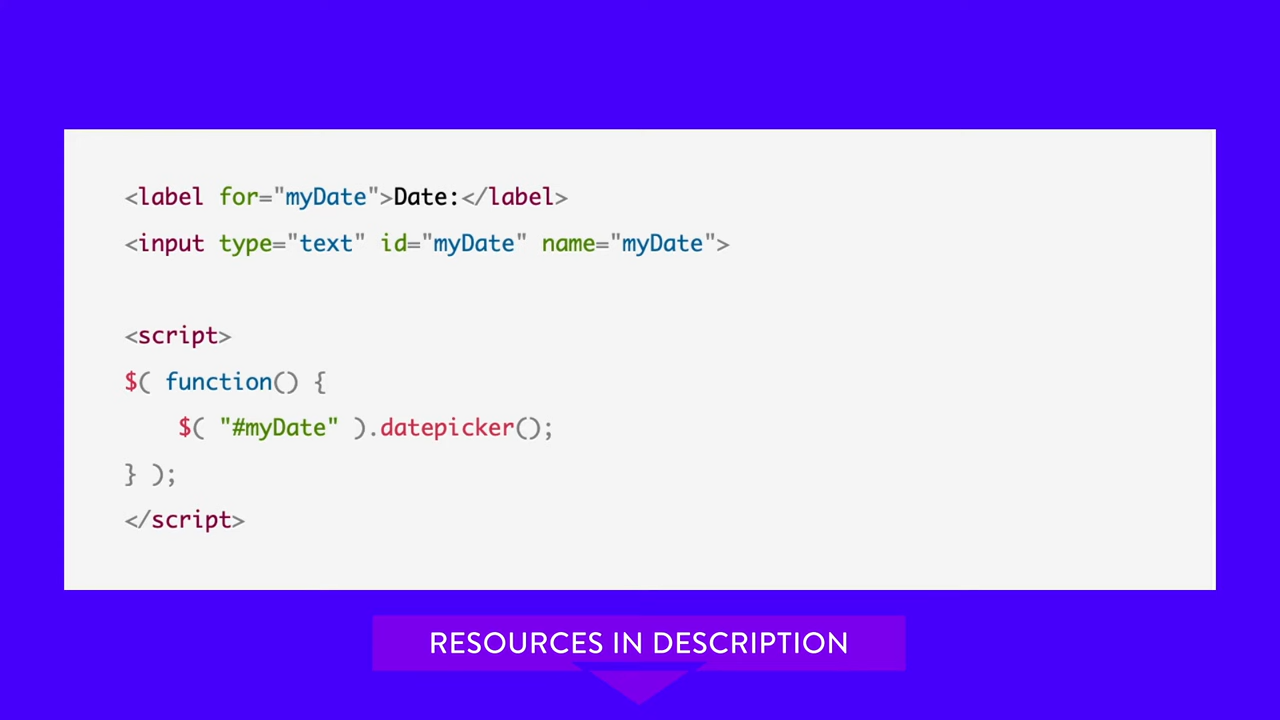 <label for="myDate">Date:</label>
<input type="text" id="myDate" name="myDate">
<script>
$( function() {
    $( "#myDate" ).datepicker();
} );
</script>
RESOURCES IN DESCRIPTION